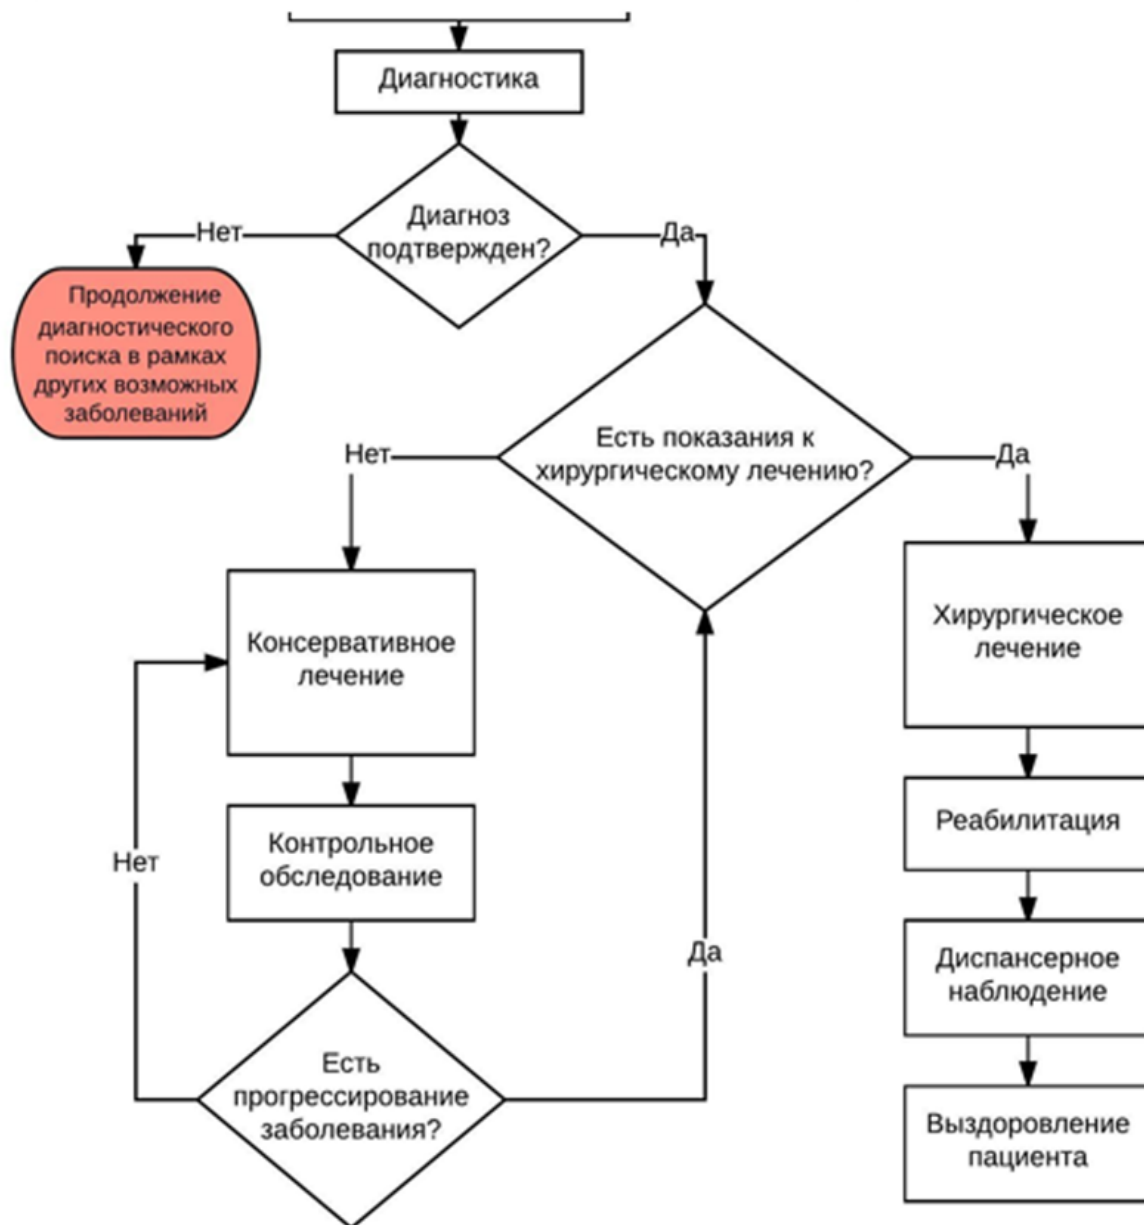 Диагностика
Диагноз
подтвержден?
Нет
Да
Продолжение
диагностического
поиска в рамках
других возможных
заболеваний
Есть показания к
хирургическому лечению?
Нет
Да
Консервативное
лечение
Хирургическое
лечение
Контрольное
обследование
Реабилитация
Нет
Да
Диспансерное
наблюдение
Есть
прогрессирование
заболевания?
Выздоровление
пациента